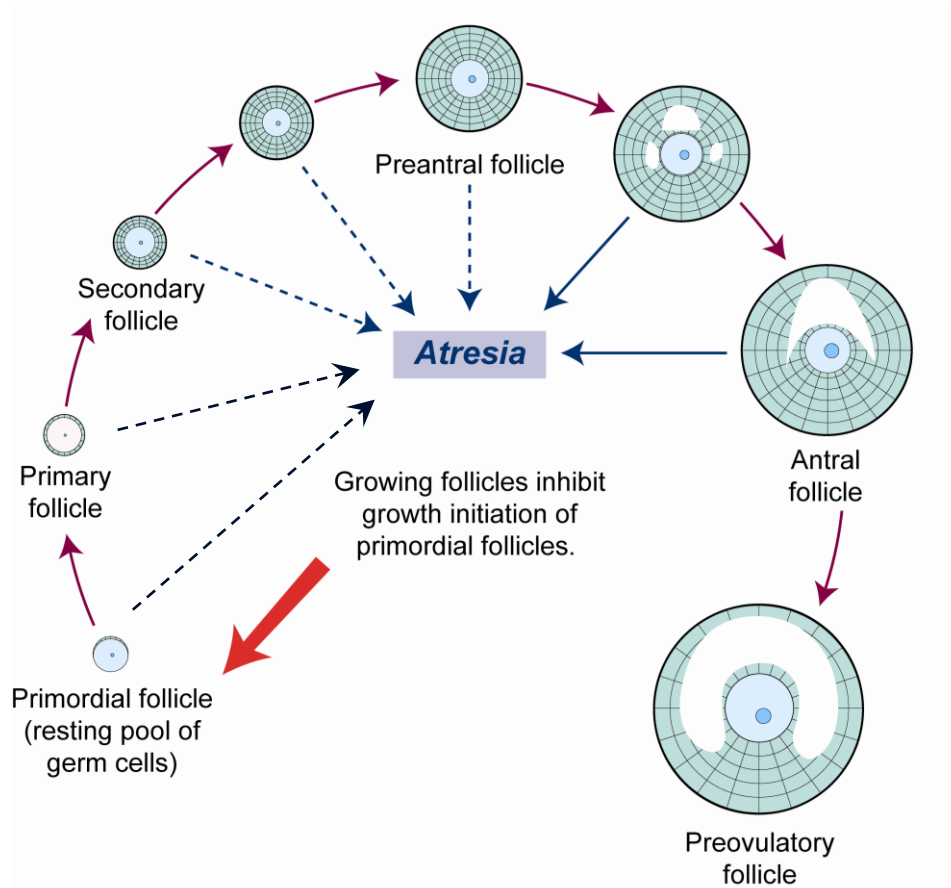 Preantral follicle
Secondary
follicle
Atresia
Primary
follicle
Antral
follicle
Growing follicles inhibit
growth initiation of
primordial follicles.
Primordial follicle
(resting pool of
germ cells)
Preovulatory
follicle